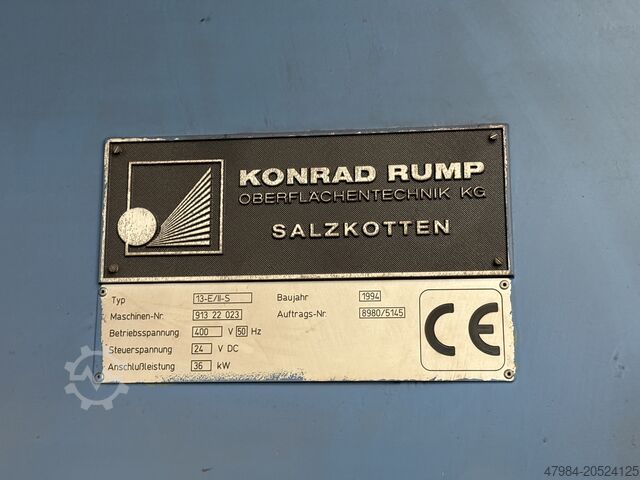 KONRAD RUMP
OBERFLÄCHENTECHNIK KG
SALZKOTTEN
Typ 13-E/II-S Baujahr 1994
Maschinen-Nr. 913 22 023 Auftrags-Nr. 8980/5145
Betriebsspannung 400 V 50 Hz
Steuerspannung 24 V DC
Anschlußleistung 36 kW
CE
47984-20524125